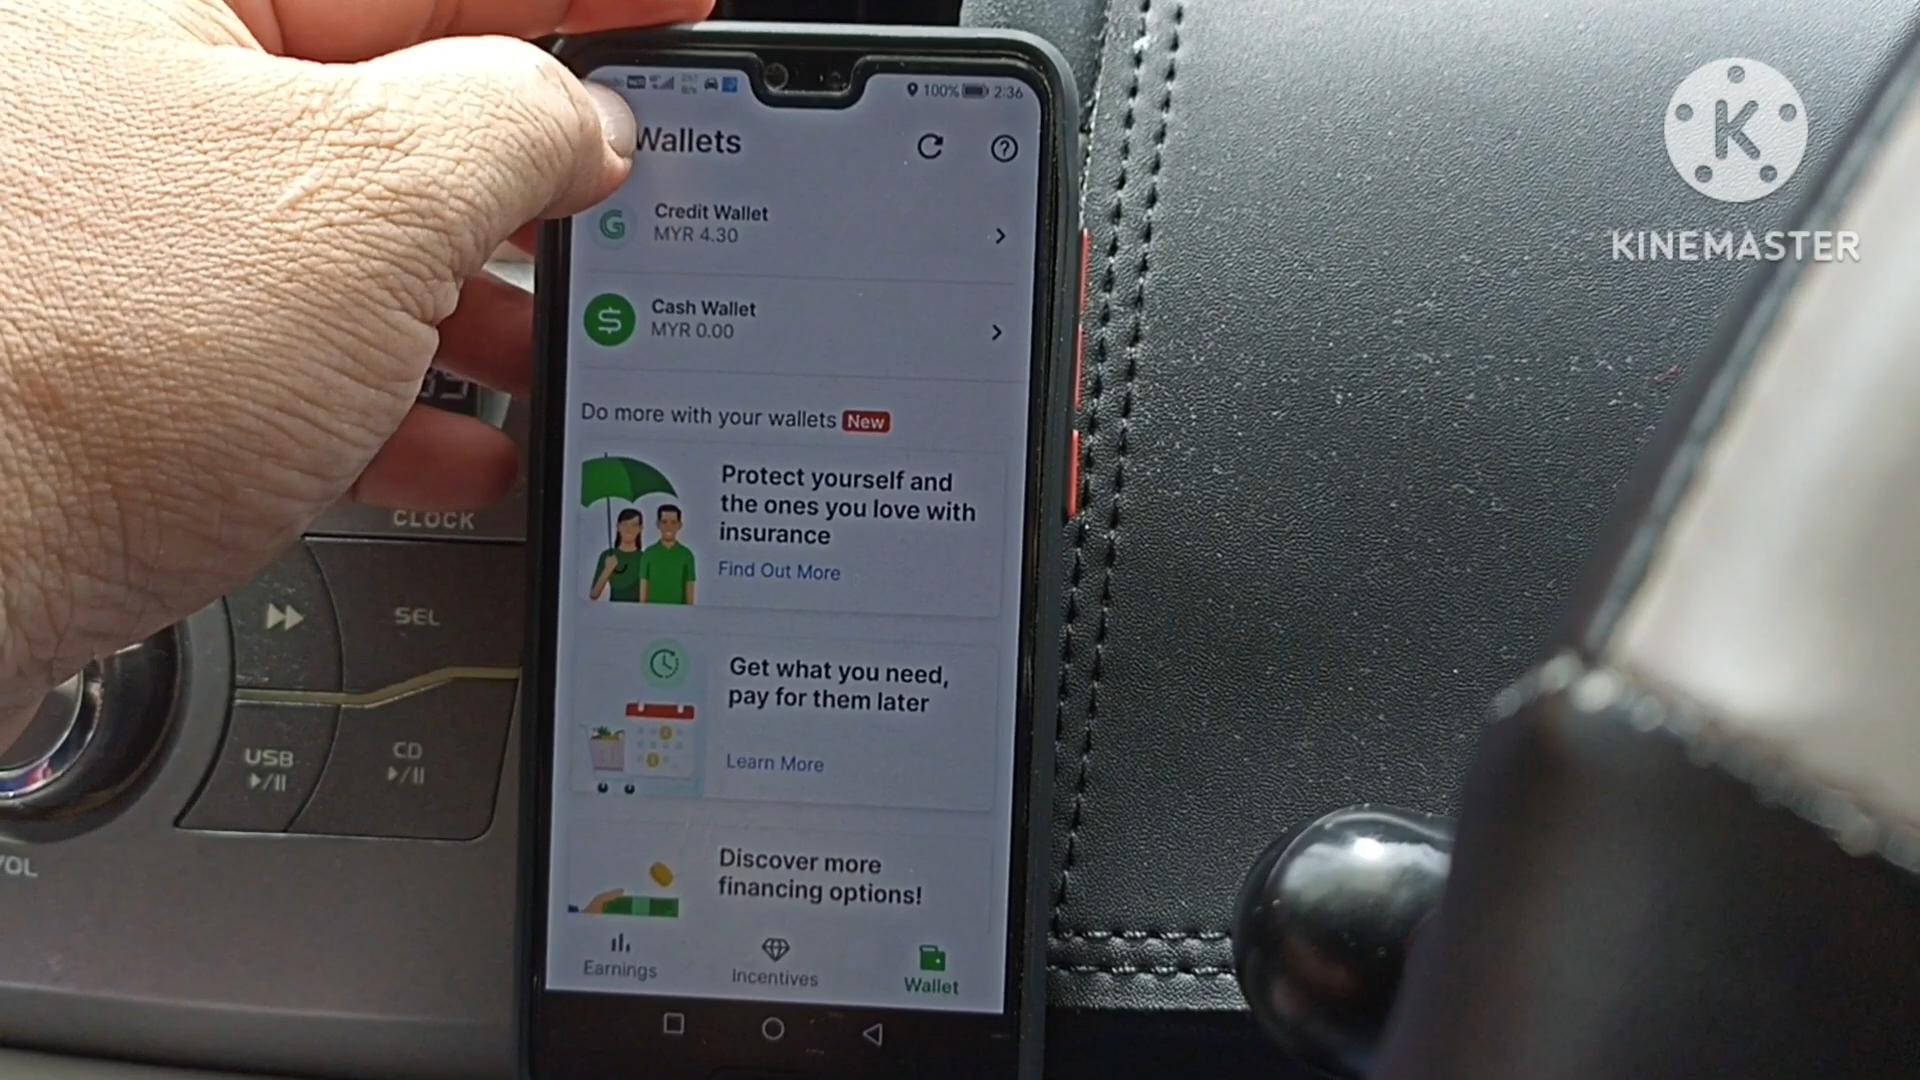 100% 2:36
Wallets
Credit Wallet
MYR 4.30
Cash Wallet
MYR 0.00
Do more with your wallets New
Protect yourself and
the ones you love with
insurance
Find Out More
Get what you need,
pay for them later
Learn More
Discover more
financing options!
Earnings
Incentives
Wallet
CLOCK
SEL
USB
CD
VOL
K
KINEMASTER